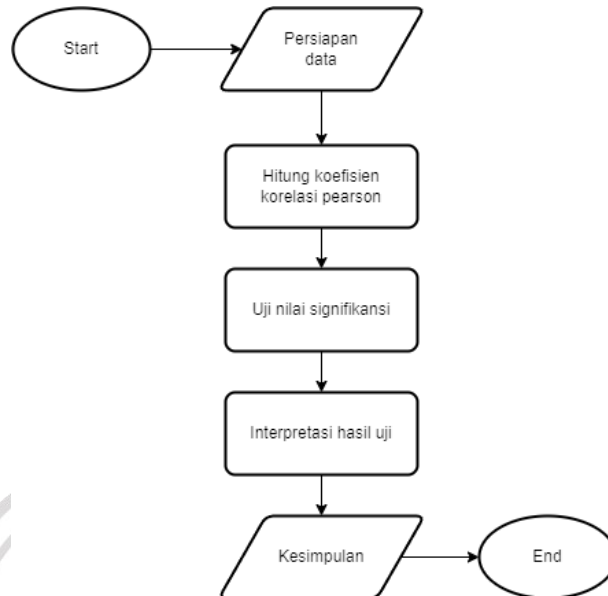 Start
Persiapan
data
Hitung koefisien
korelasi pearson
Uji nilai signifikansi
Interpretasi hasil uji
Kesimpulan
End